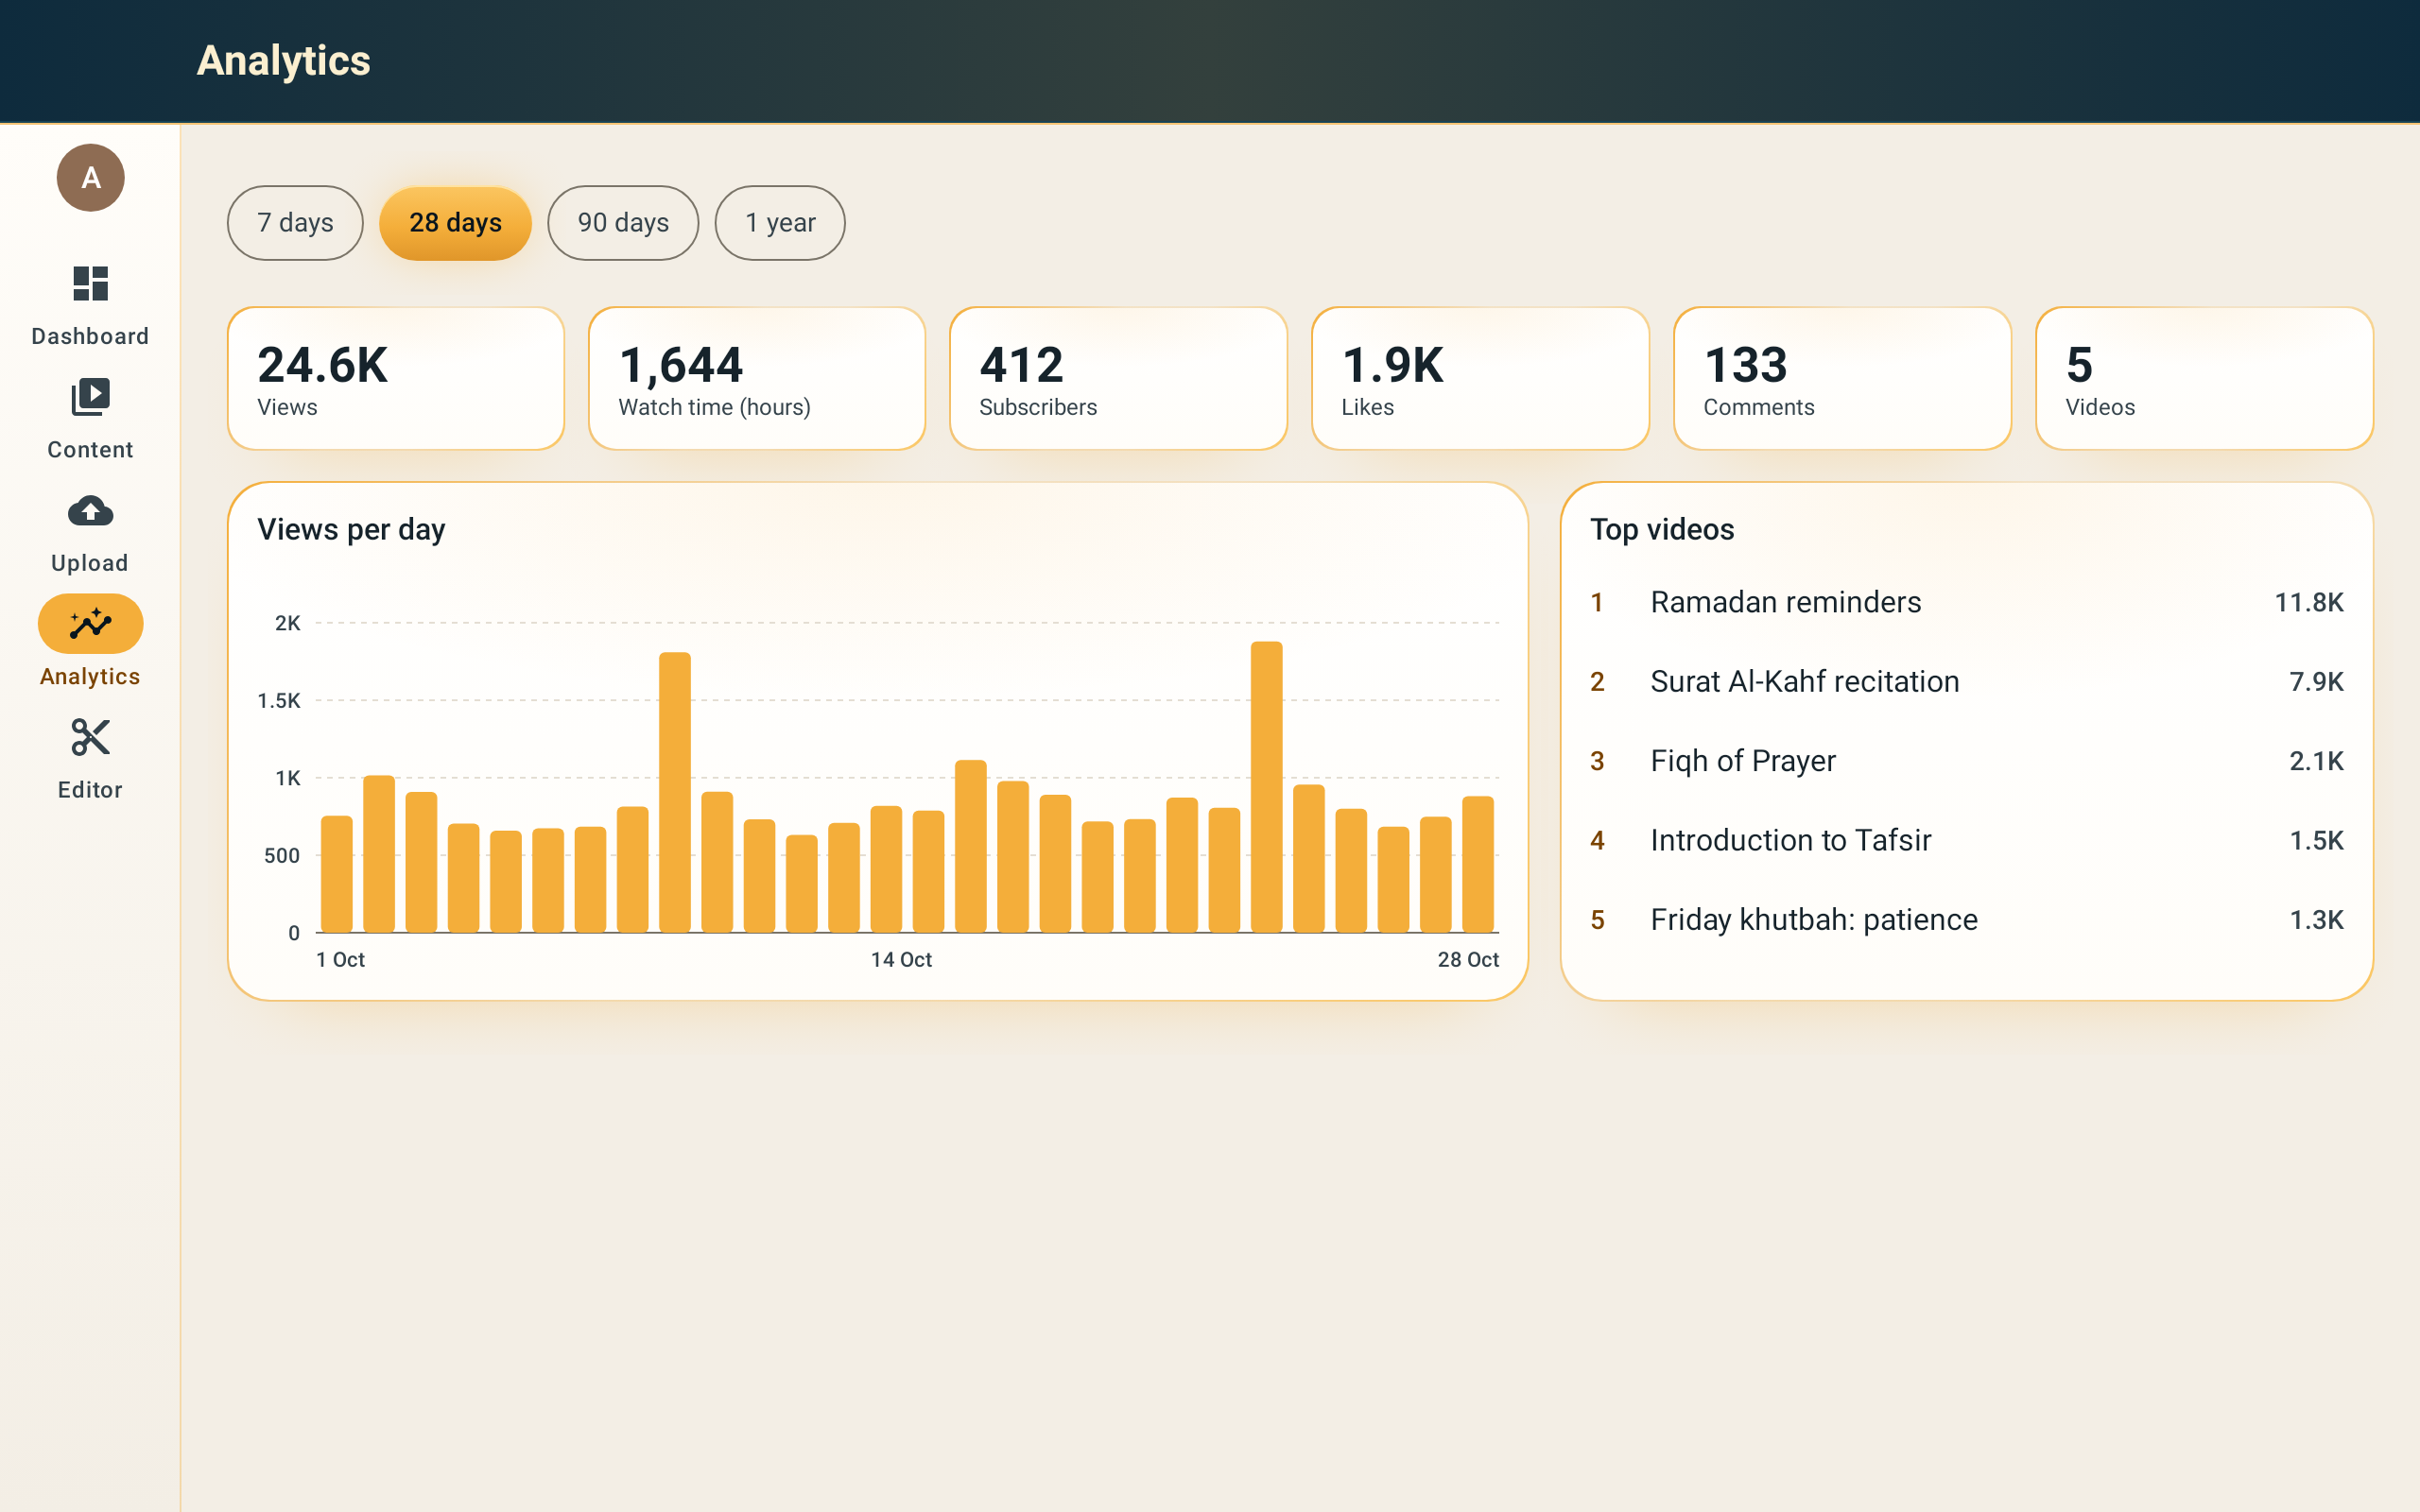 Analytics
A
Dashboard
Content
Upload
Analytics
Editor
7 days
28 days
90 days
1 year
24.6K
Views
1,644
Watch time (hours)
412
Subscribers
1.9K
Likes
133
Comments
5
Videos
Views per day
2K
1.5K
1K
500
0
1 Oct
14 Oct
28 Oct
Top videos
1 Ramadan reminders 11.8K
2 Surat Al-Kahf recitation 7.9K
3 Fiqh of Prayer 2.1K
4 Introduction to Tafsir 1.5K
5 Friday khutbah: patience 1.3K